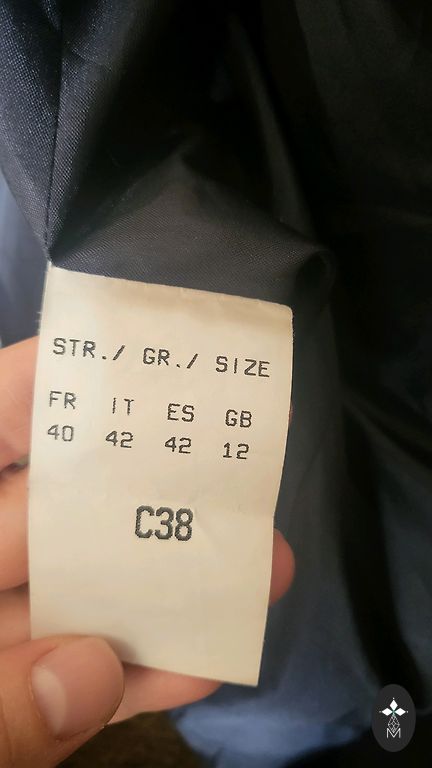 STR./ GR./ SIZE
FR IT ES GB
40 42 42 12
C38
M